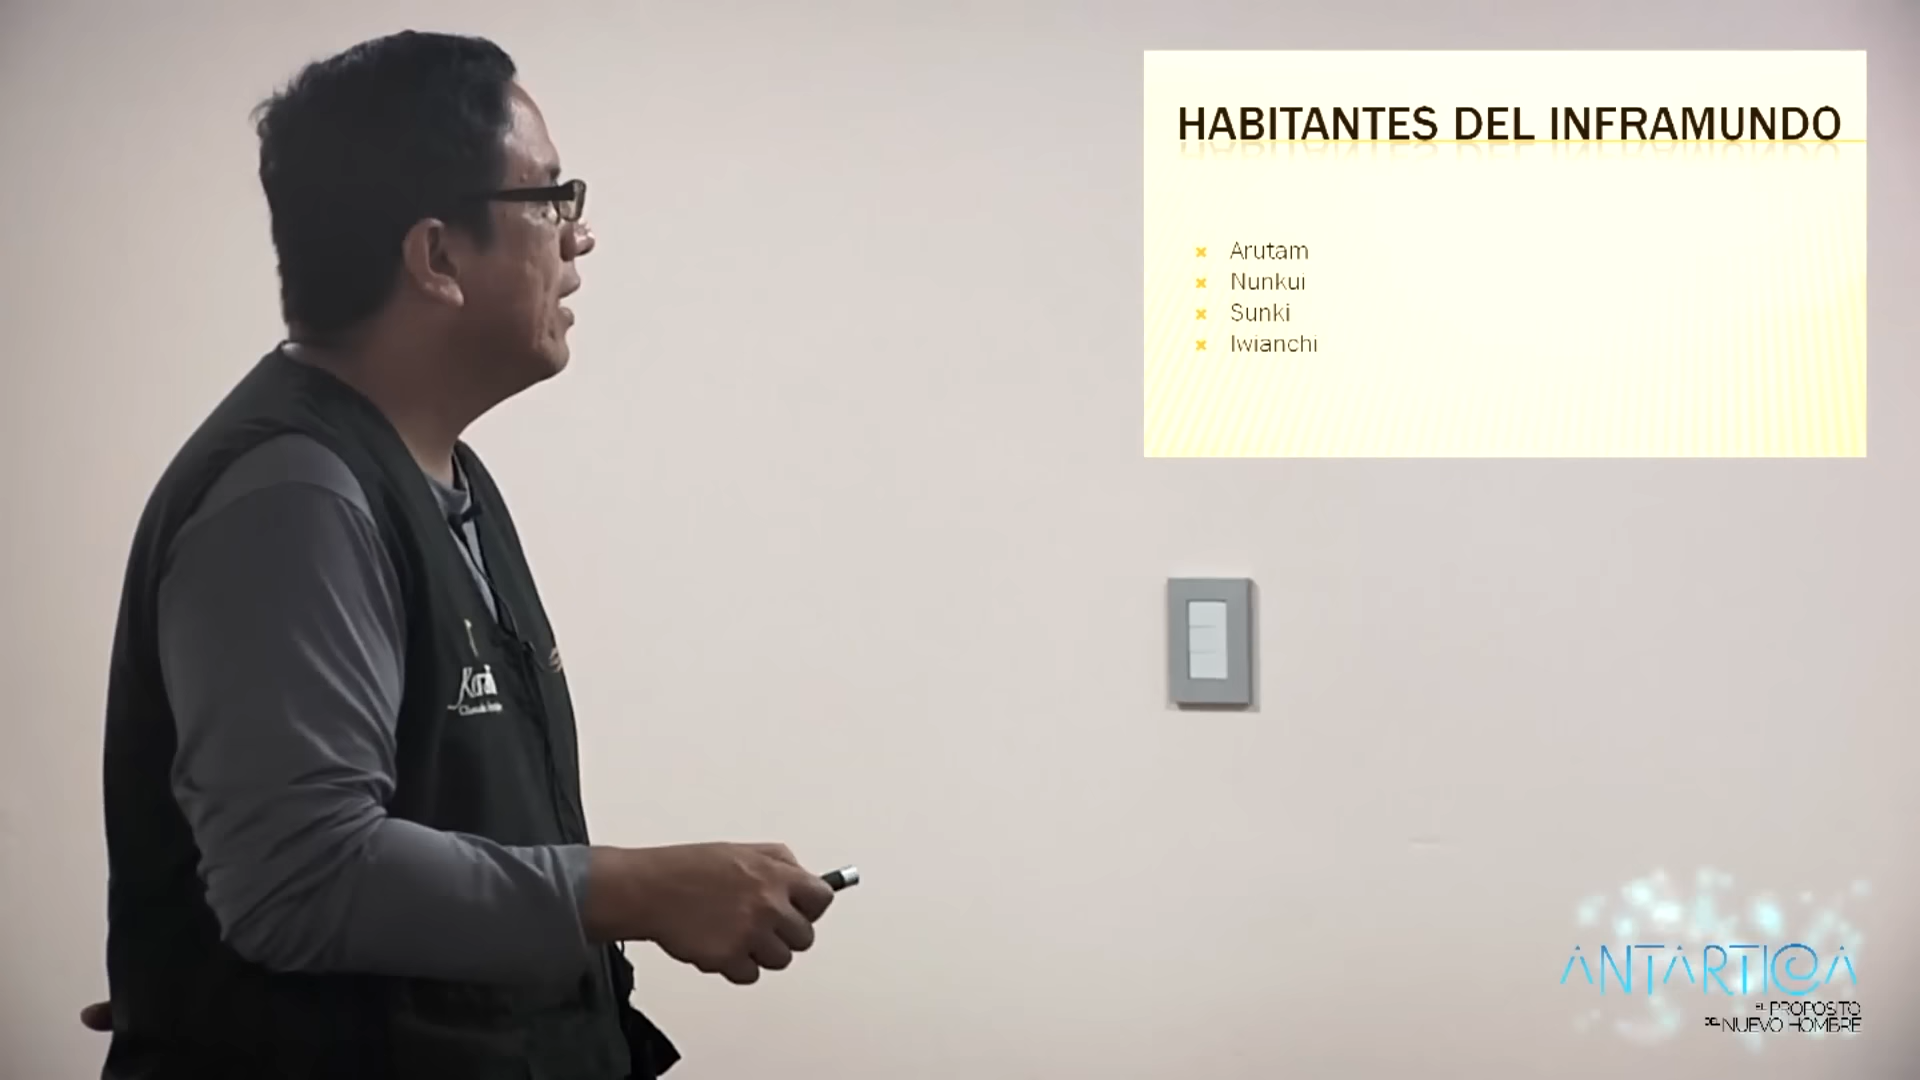 HABITANTES DEL INFRAMUNDO
Arutam
Nunkui
Sunki
Iwianchi
ANTARTICA
EL PROPOSITO
DEL NUEVO HOMBRE